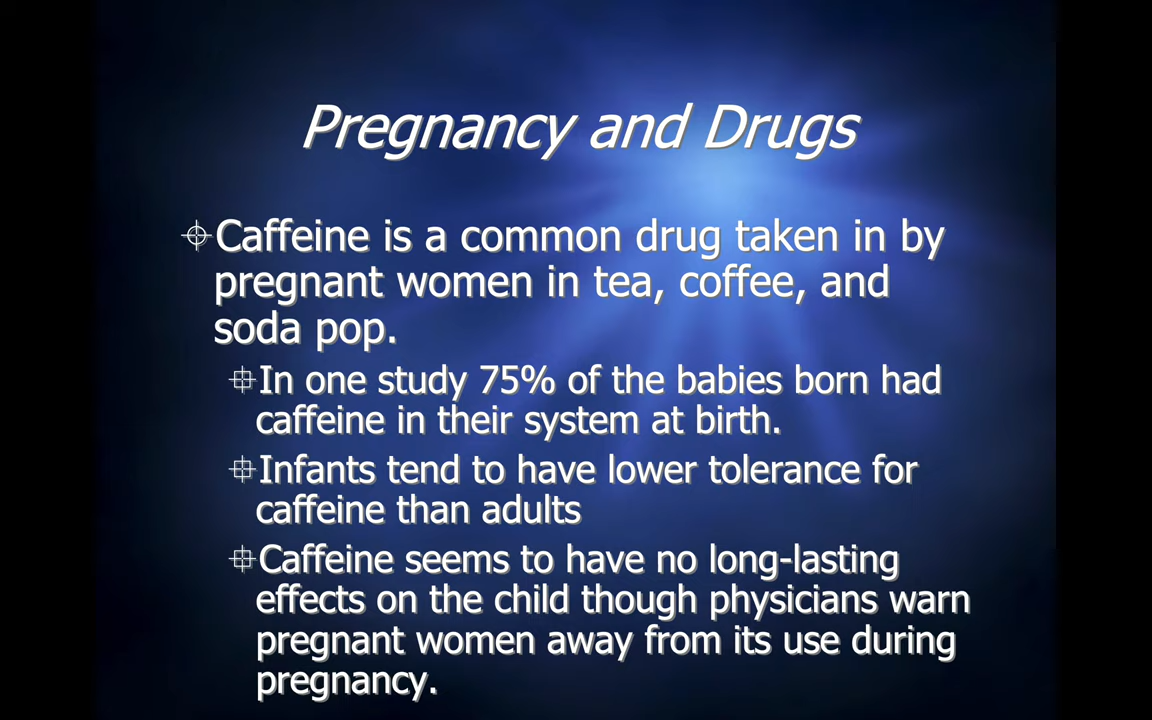 Pregnancy and Drugs
Caffeine is a common drug taken in by
pregnant women in tea, coffee, and
soda pop.
In one study 75% of the babies born had
caffeine in their system at birth.
Infants tend to have lower tolerance for
caffeine than adults
Caffeine seems to have no long-lasting
effects on the child though physicians warn
pregnant women away from its use during
pregnancy.